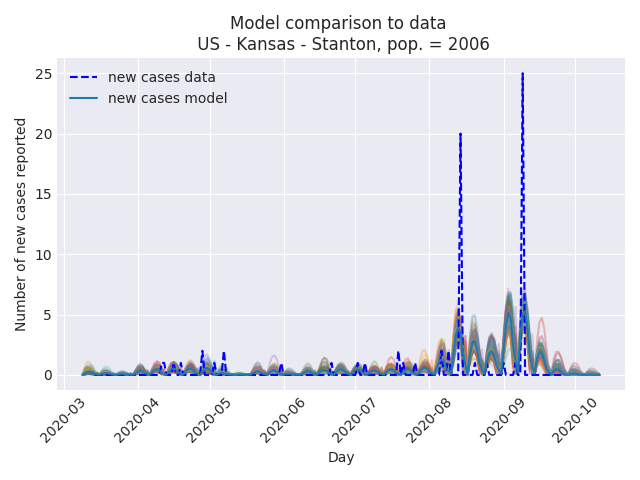 Model comparison to data
US - Kansas - Stanton, pop. = 2006
new cases data
new cases model
Number of new cases reported
25
20
15
10
5
0
2020-03
2020-04
2020-05
2020-06
2020-07
2020-08
2020-09
2020-10
Day